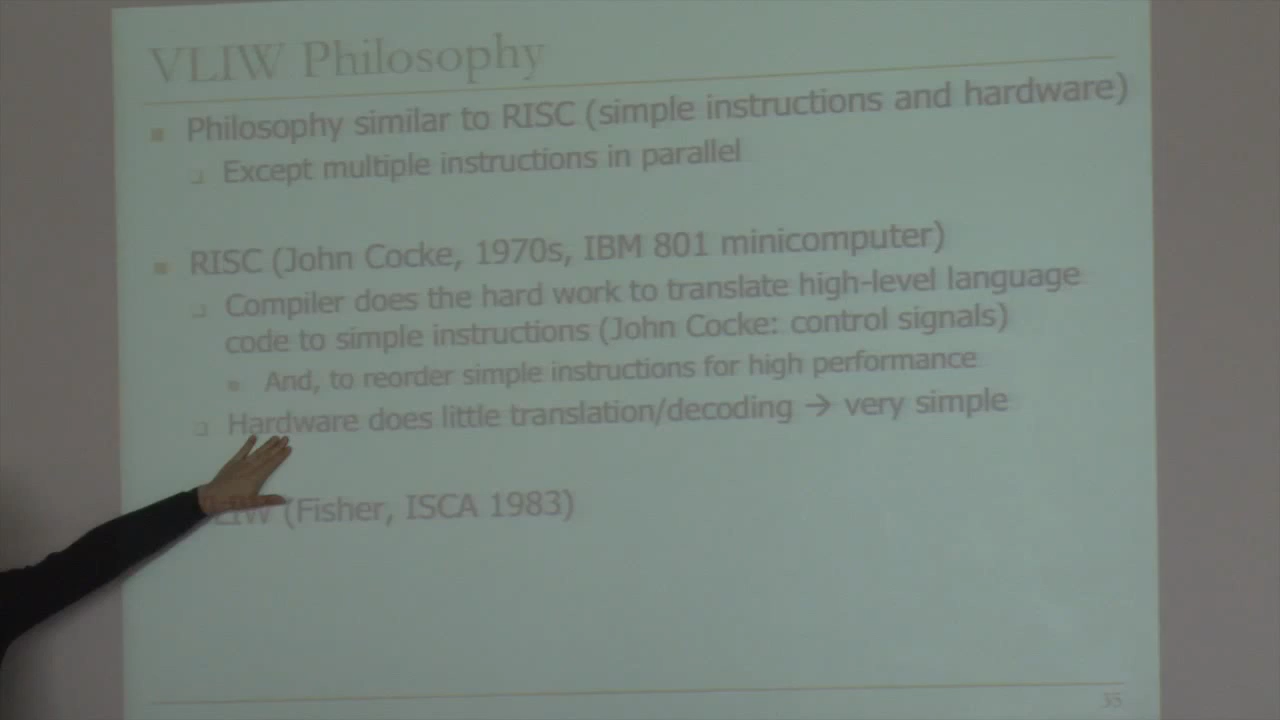 VLIW Philosophy
Philosophy similar to RISC (simple instructions and hardware)
Except multiple instructions in parallel
RISC (John Cocke, 1970s, IBM 801 minicomputer)
Compiler does the hard work to translate high-level language
code to simple instructions (John Cocke: control signals)
And, to reorder simple instructions for high performance
Hardware does little translation/decoding → very simple
VLIW (Fisher, ISCA 1983)
35